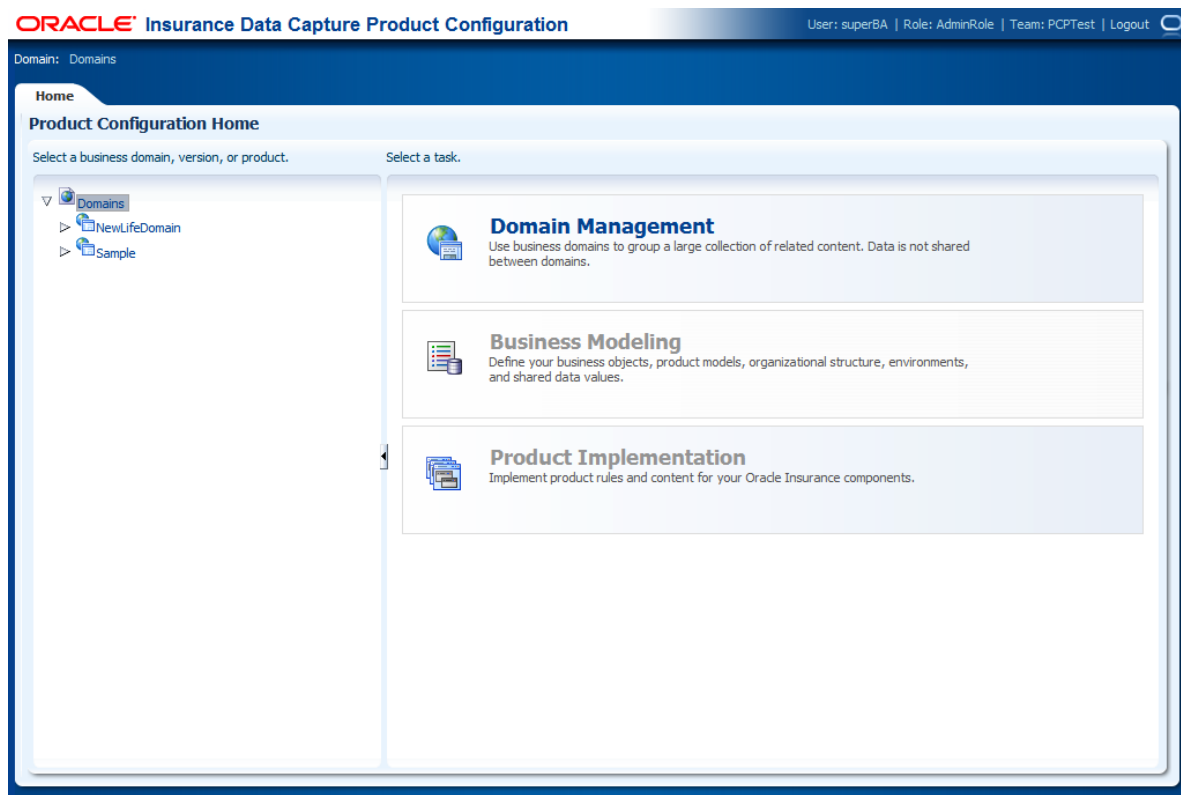 ORACLE Insurance Data Capture Product Configuration
User: superBA | Role: AdminRole | Team: PCPTest | Logout
Domain: Domains
Home
Product Configuration Home
Select a business domain, version, or product.
Select a task.
Domains
NewLifeDomain
Sample
Domain Management
Use business domains to group a large collection of related content. Data is not shared
between domains.
Business Modeling
Define your business objects, product models, organizational structure, environments,
and shared data values.
Product Implementation
Implement product rules and content for your Oracle Insurance components.